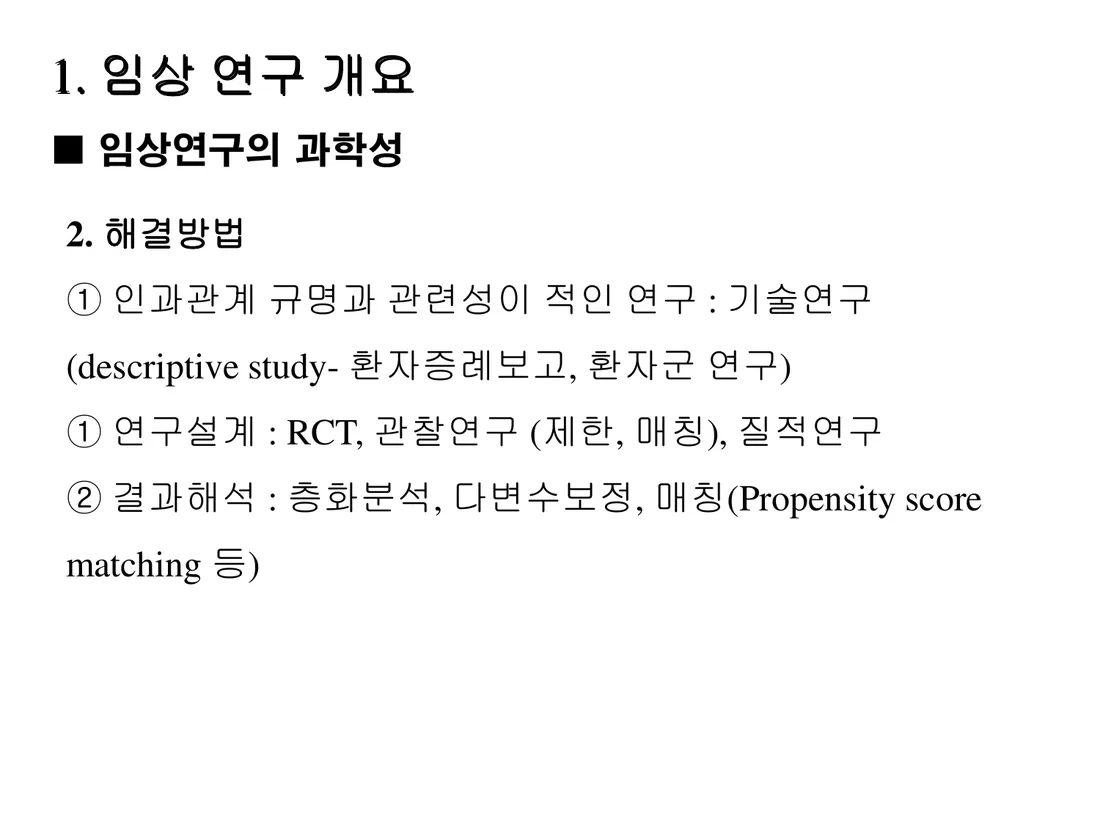 1. 임상 연구 개요
■ 임상연구의 과학성
2. 해결방법
① 인과관계 규명과 관련성이 적인 연구 : 기술연구
(descriptive study- 환자증례보고, 환자군 연구)
① 연구설계 : RCT, 관찰연구 (제한, 매칭), 질적연구
② 결과해석 : 층화분석, 다변수보정, 매칭(Propensity score
matching 등)